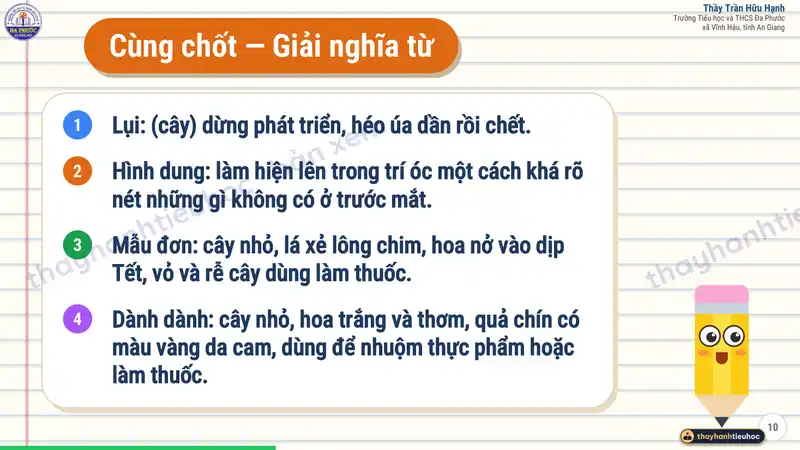 Thầy Trần Hữu Hạnh
Trường Tiểu học và THCS Đa Phước
xã Vĩnh Hậu, tỉnh An Giang
ĐA PHƯỚC
Cùng chốt – Giải nghĩa từ
1 Lụi: (cây) dừng phát triển, héo úa dần rồi chết.
2 Hình dung: làm hiện lên trong trí óc một cách khá rõ
nét những gì không có ở trước mắt.
3 Mẫu đơn: cây nhỏ, lá xẻ lông chim, hoa nở vào dịp
Tết, vỏ và rễ cây dùng làm thuốc.
4 Dành dành: cây nhỏ, hoa trắng và thơm, quả chín có
màu vàng da cam, dùng để nhuộm thực phẩm hoặc
làm thuốc.
thayhanhtieuhoc
thayhanhtieuhoc
10
thayhanhtieuhoc